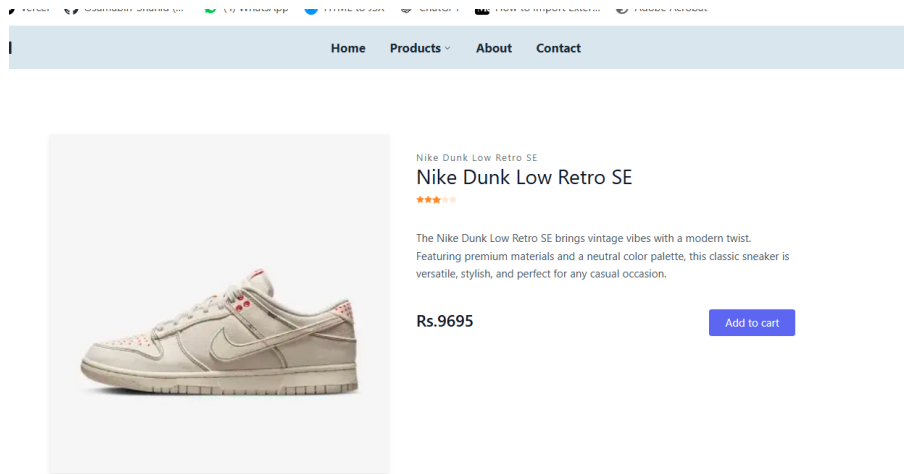 Home Products About Contact
Nike Dunk Low Retro SE
Nike Dunk Low Retro SE
The Nike Dunk Low Retro SE brings vintage vibes with a modern twist.
Featuring premium materials and a neutral color palette, this classic sneaker is
versatile, stylish, and perfect for any casual occasion.
Rs.9695
Add to cart